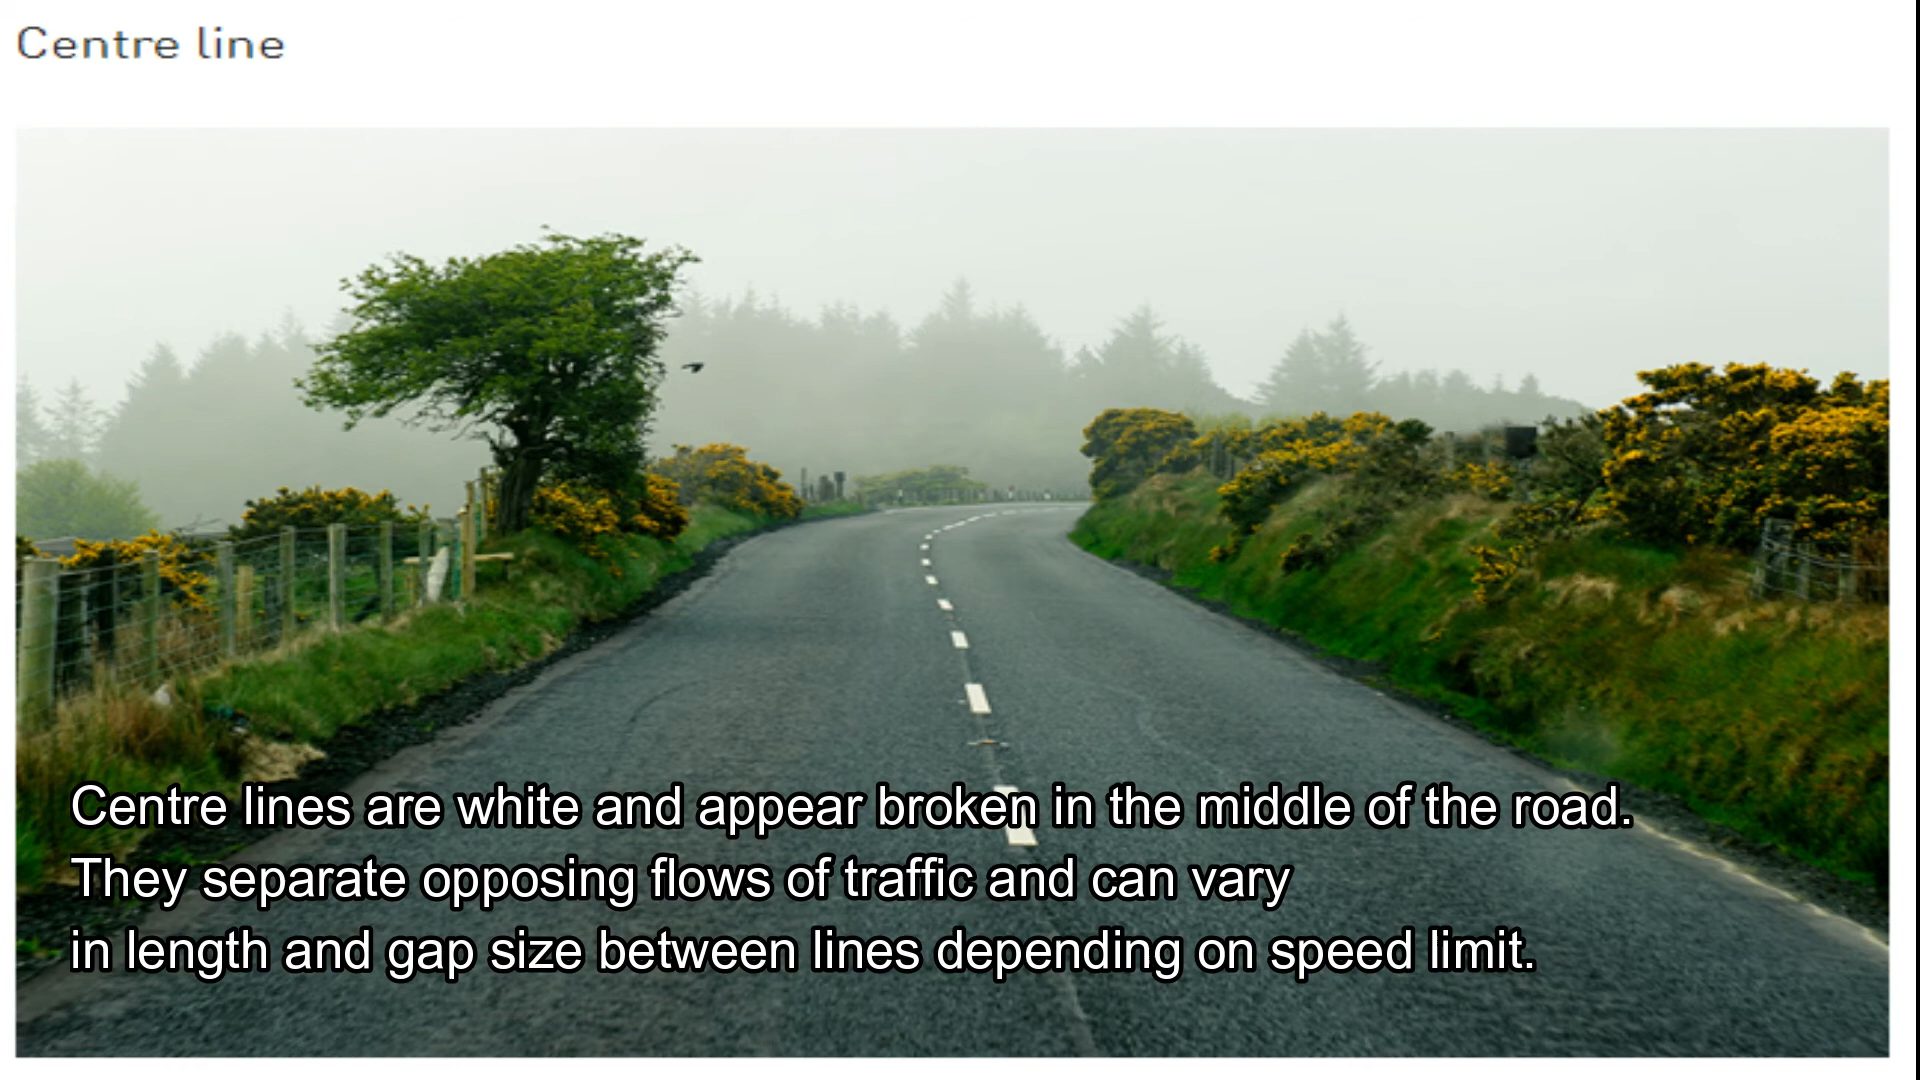 Centre line
Centre lines are white and appear broken in the middle of the road.
They separate opposing flows of traffic and can vary
in length and gap size between lines depending on speed limit.